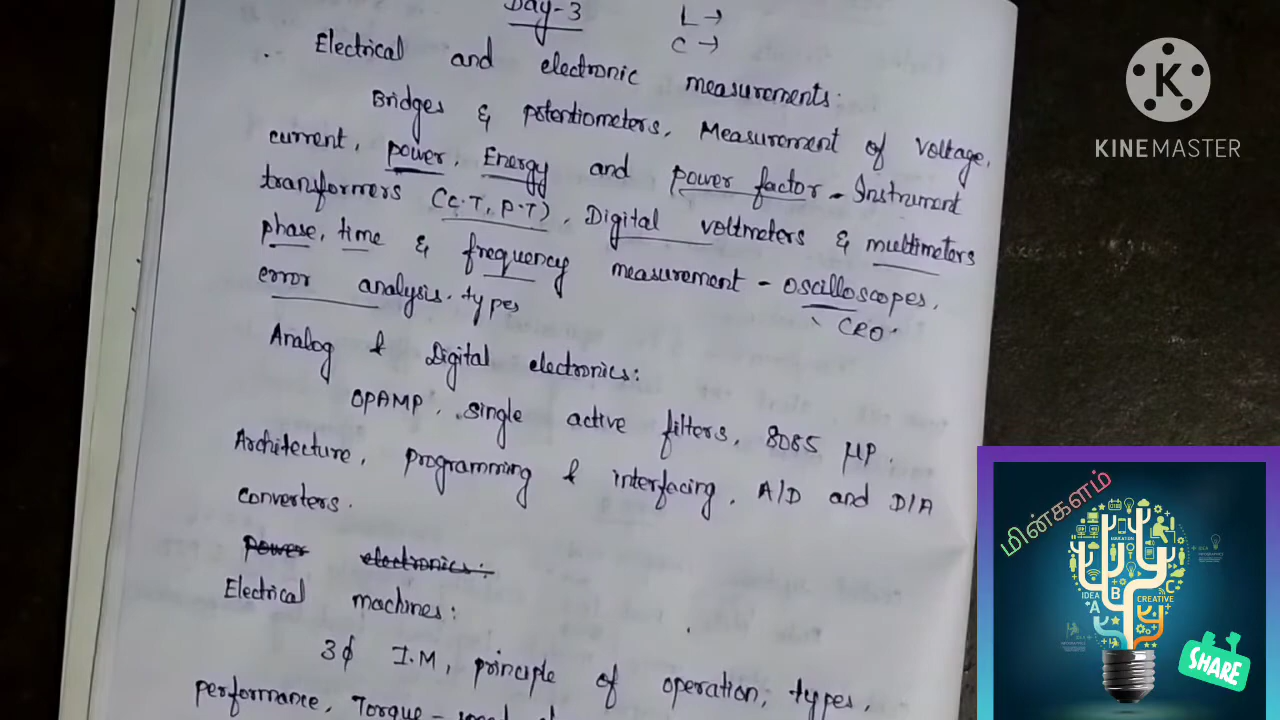 Day-3
L →
C →
Electrical and electronic measurements:
Bridges & potentiometers, Measurement of voltage,
current, power, Energy and power factor - Instrument
transformers (C.T, P.T), Digital voltmeters & multimeters
phase, time & frequency measurement - oscilloscopes,
CRO
error analysis. types
Analog & Digital electronics:
OPAMP, single active filters, 8085 μP.
Architecture, programming & interfacing, A/D and D/A
converters.
power electronics:
Electrical machines:
3ϕ I.M, principle of operation, types,
performance, Torque -
K
KINEMASTER
மின்களம்
IDEA
A
B
C
CREATIVE
SHARE